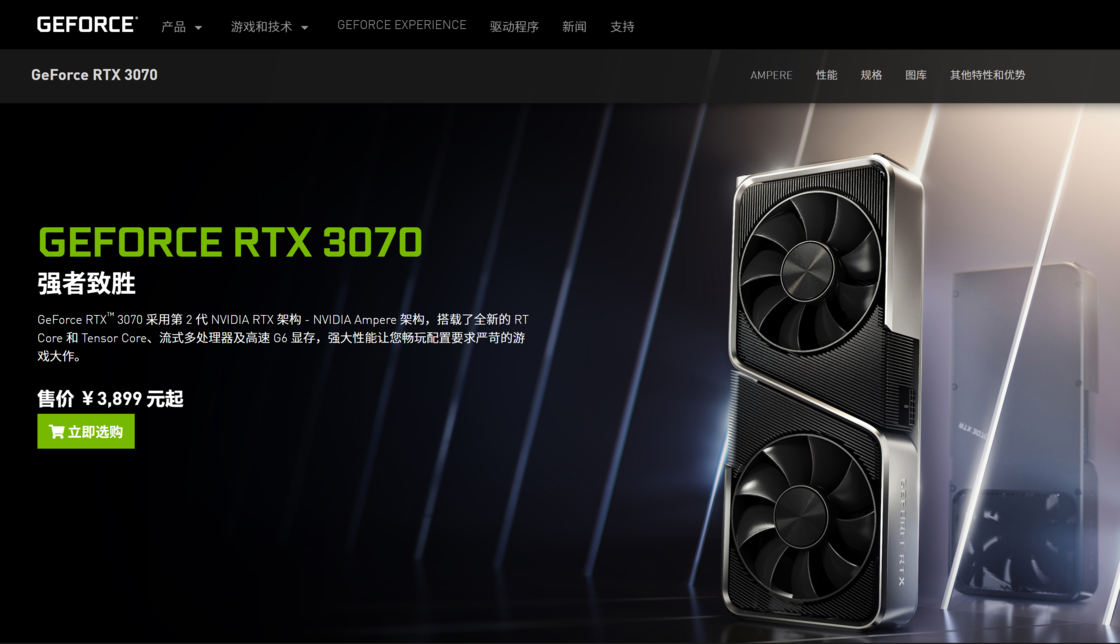 GEFORCE
产品
游戏和技术
GEFORCE EXPERIENCE
驱动程序
新闻
支持
GeForce RTX 3070
AMPERE
性能
规格
图库
其他特性和优势
GEFORCE RTX 3070
强者致胜
GeForce RTX™ 3070 采用第 2 代 NVIDIA RTX 架构 - NVIDIA Ampere 架构，搭载了全新的 RT
Core 和 Tensor Core、流式多处理器及高速 G6 显存，强大性能让您畅玩配置要求严苛的游
戏大作。
售价 ￥3,899 元起
立即选购
GEFORCE RTX